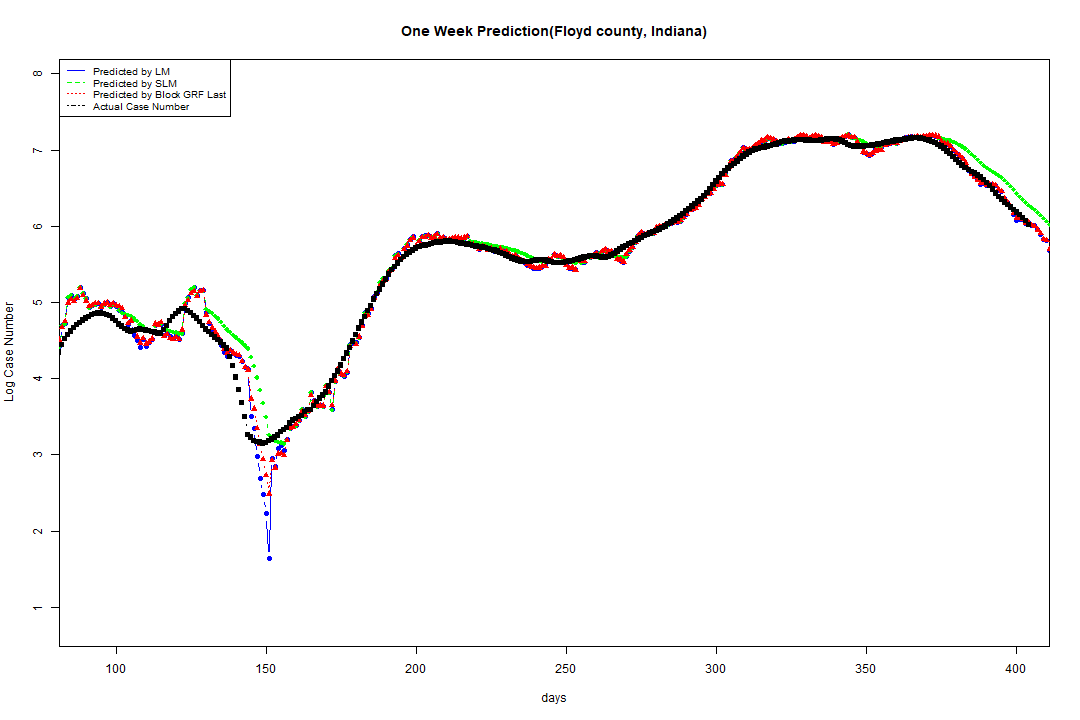 One Week Prediction(Floyd county, Indiana)
Predicted by LM
Predicted by SLM
Predicted by Block GRF Last
Actual Case Number
8
7
6
5
4
3
2
1
Log Case Number
100 150 200 250 300 350 400
days